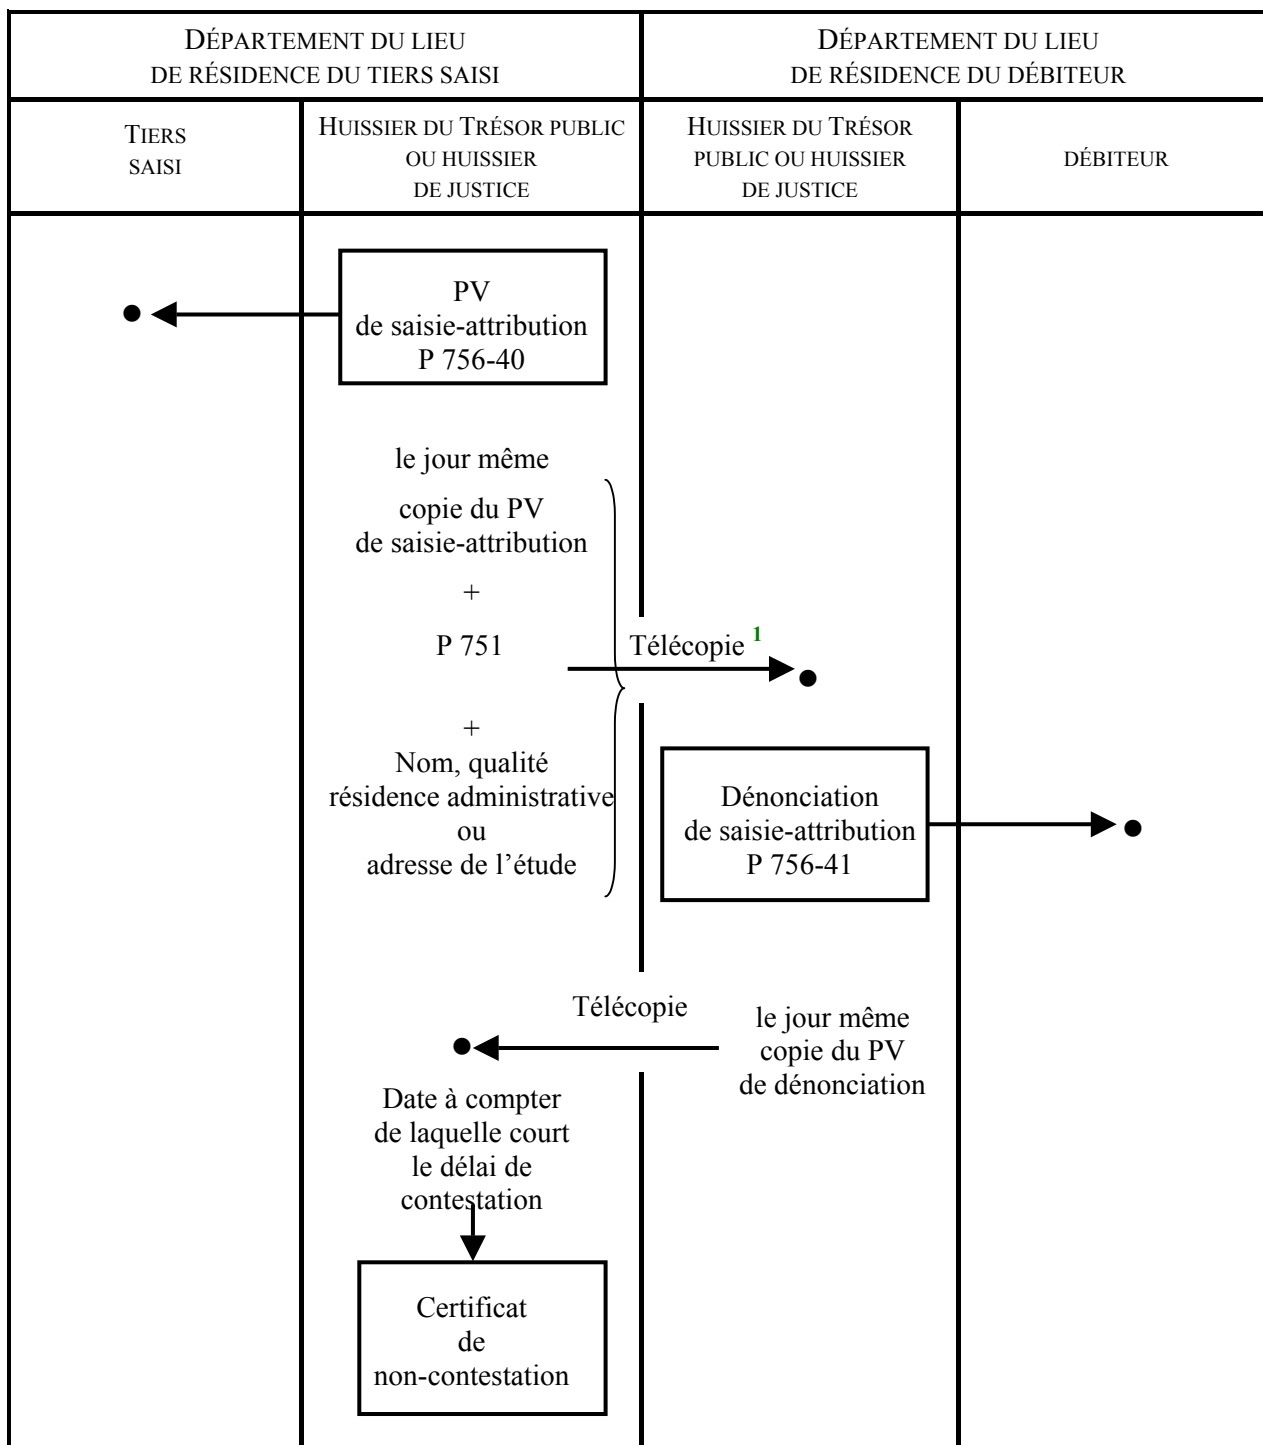 DÉPARTEMENT DU LIEU
DE RÉSIDENCE DU TIERS SAISI
DÉPARTEMENT DU LIEU
DE RÉSIDENCE DU DÉBITEUR
TIERS
SAISI
HUISSIER DU TRÉSOR PUBLIC
OU HUISSIER
DE JUSTICE
HUISSIER DU TRÉSOR
PUBLIC OU HUISSIER
DE JUSTICE
DÉBITEUR
PV
de saisie-attribution
P 756-40
le jour même
copie du PV
de saisie-attribution
+
P 751
+
Nom, qualité
résidence administrative
ou
adresse de l’étude
Télécopie 1
Dénonciation
de saisie-attribution
P 756-41
Télécopie
le jour même
copie du PV
de dénonciation
Date à compter
de laquelle court
le délai de
contestation
Certificat
de
non-contestation